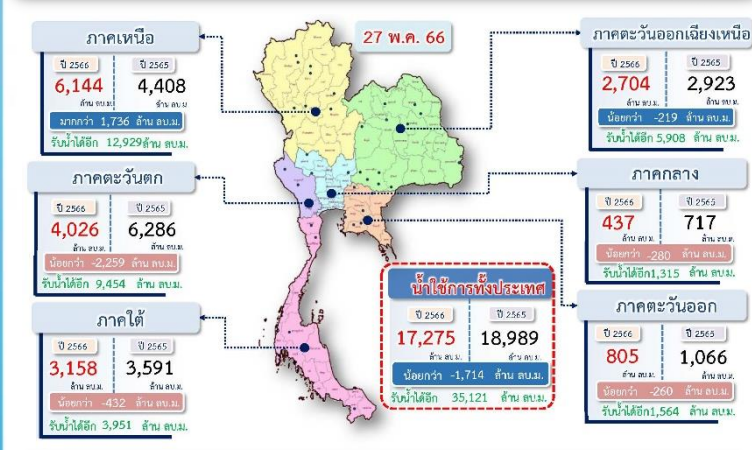 27 พ.ค. 66
ภาคเหนือ
ปี 2566 ปี 2565
6,144 4,408
ล้าน ลบ.ม. ล้าน ลบ.ม.
มากกว่า 1,736 ล้าน ลบ.ม.
รับน้ำได้อีก 12,929ล้าน ลบ.ม.
ภาคตะวันออกเฉียงเหนือ
ปี 2566 ปี 2565
2,704 2,923
ล้าน ลบ.ม. ล้าน ลบ.ม.
น้อยกว่า -219 ล้าน ลบ.ม.
รับน้ำได้อีก 5,908 ล้าน ลบ.ม.
ภาคตะวันตก
ปี 2566 ปี 2565
4,026 6,286
ล้าน ลบ.ม. ล้าน ลบ.ม.
น้อยกว่า -2,259 ล้าน ลบ.ม.
รับน้ำได้อีก 9,454 ล้าน ลบ.ม.
ภาคกลาง
ปี 2566 ปี 2565
437 717
ล้าน ลบ.ม. ล้าน ลบ.ม.
น้อยกว่า -280 ล้าน ลบ.ม.
รับน้ำได้อีก1,315 ล้าน ลบ.ม.
ภาคใต้
ปี 2566 ปี 2565
3,158 3,591
ล้าน ลบ.ม. ล้าน ลบ.ม.
น้อยกว่า -432 ล้าน ลบ.ม.
รับน้ำได้อีก 3,951 ล้าน ลบ.ม.
น้ำใช้การทั้งประเทศ
ปี 2566 ปี 2565
17,275 18,989
ล้าน ลบ.ม. ล้าน ลบ.ม.
น้อยกว่า -1,714 ล้าน ลบ.ม.
รับน้ำได้อีก 35,121 ล้าน ลบ.ม.
ภาคตะวันออก
ปี 2566 ปี 2565
805 1,066
ล้าน ลบ.ม. ล้าน ลบ.ม.
น้อยกว่า -260 ล้าน ลบ.ม.
รับน้ำได้อีก1,564 ล้าน ลบ.ม.